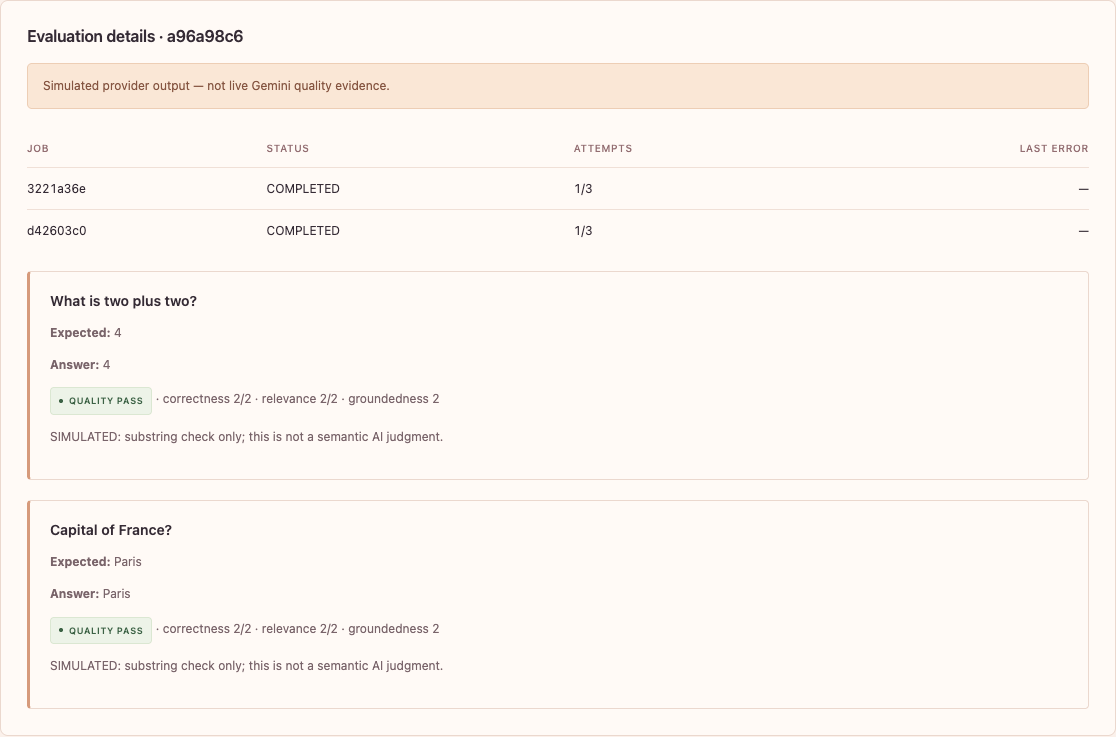 Evaluation details · a96a98c6
Simulated provider output — not live Gemini quality evidence.
JOB STATUS ATTEMPTS LAST ERROR
3221a36e COMPLETED 1/3 —
d42603c0 COMPLETED 1/3 —
What is two plus two?
Expected: 4
Answer: 4
• QUALITY PASS · correctness 2/2 · relevance 2/2 · groundedness 2
SIMULATED: substring check only; this is not a semantic AI judgment.
Capital of France?
Expected: Paris
Answer: Paris
• QUALITY PASS · correctness 2/2 · relevance 2/2 · groundedness 2
SIMULATED: substring check only; this is not a semantic AI judgment.